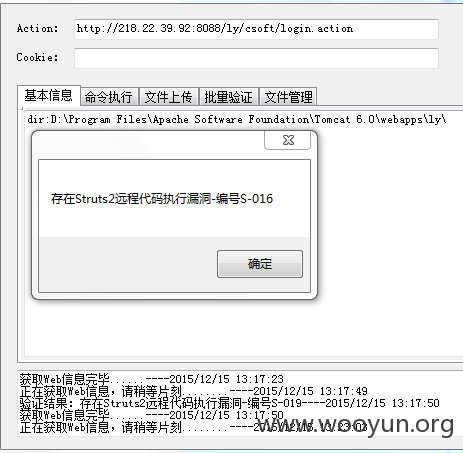 Action: http://218.22.39.92:8088/ly/csoft/login.action
Cookie:
基本信息 命令执行 文件上传 批量验证 文件管理
dir:D:\Program Files\Apache Software Foundation\Tomcat 6.0\webapps\ly\
存在Struts2远程代码执行漏洞-编号S-016
确定
获取Web信息完毕......----2015/12/15 13:17:23
正在获取Web信息，请稍等片刻........----2015/12/15 13:17:49
验证结果：存在Struts2远程代码执行漏洞-编号S-019----2015/12/15 13:17:50
获取Web信息完毕......----2015/12/15 13:17:50
正在获取Web信息，请稍等片刻........----2015/12/15 13:23:03
www.wooyun.org